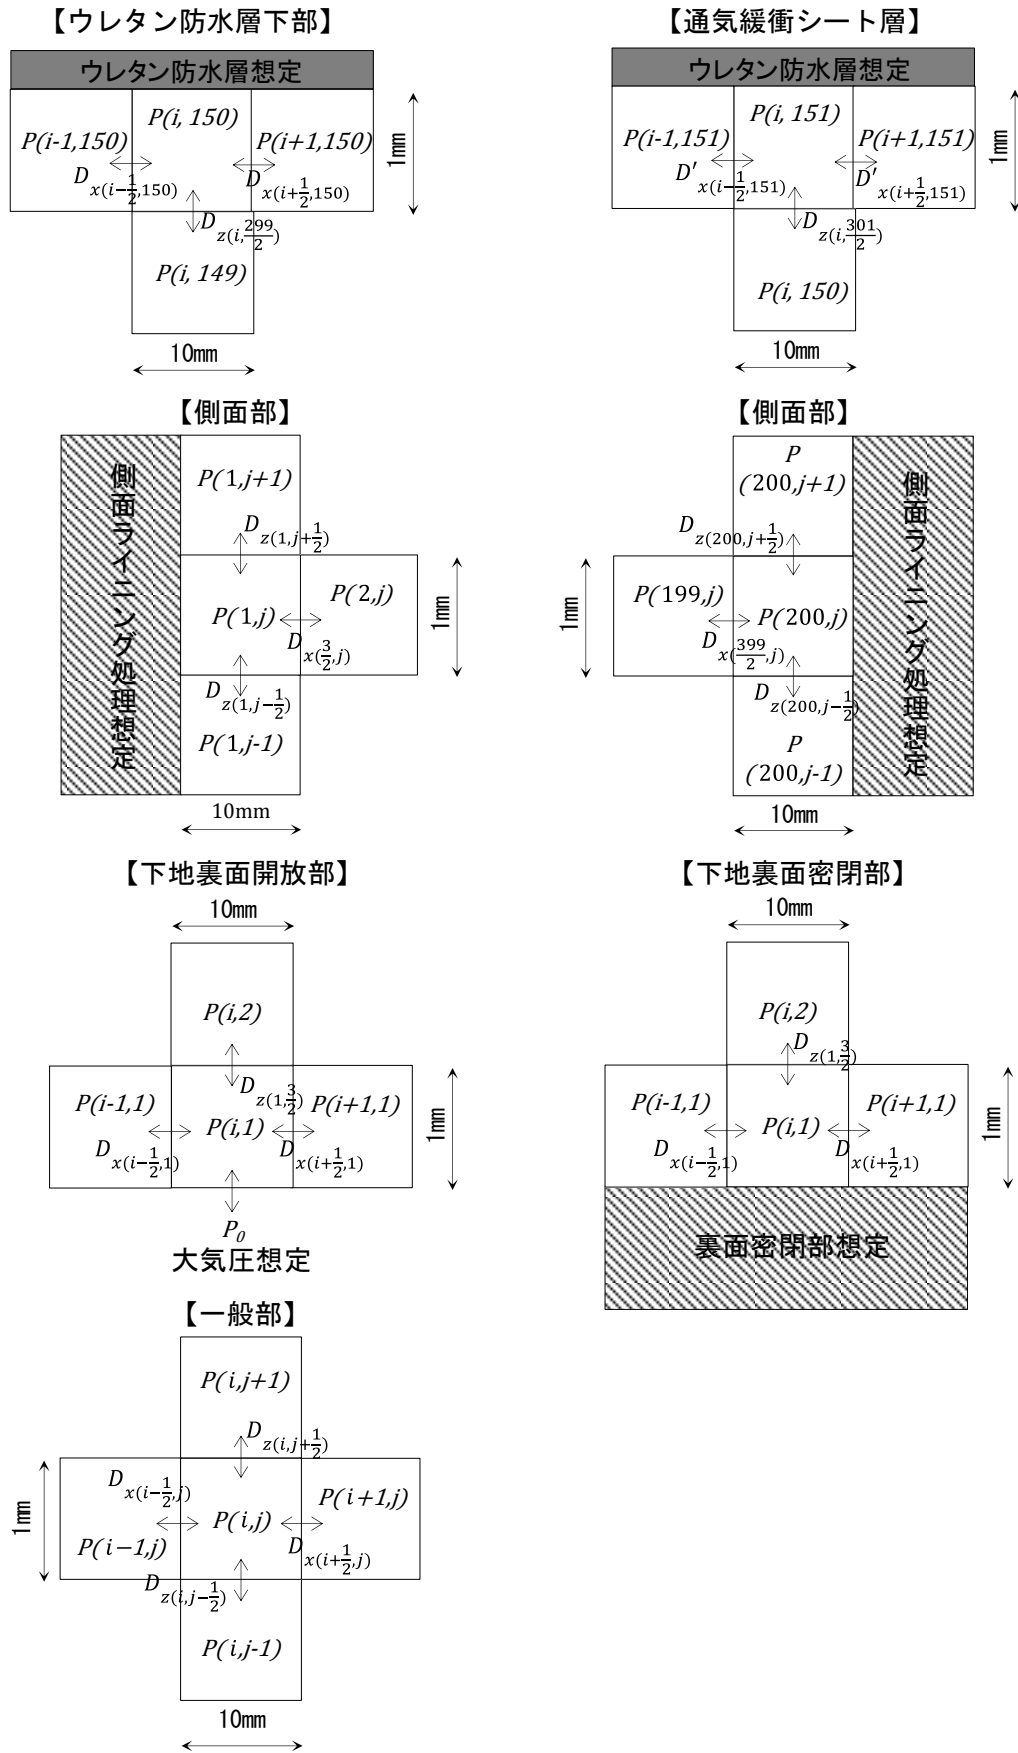 【ウレタン防水層下部】
ウレタン防水層想定
P(i, 150)
P(i-1,150)
P(i+1,150)
D x(i-1/2,150)
D x(i+1/2,150)
D z(i,299/2)
P(i, 149)
1mm
10mm
【通気緩衝シート層】
ウレタン防水層想定
P(i, 151)
P(i-1,151)
P(i+1,151)
D′ x(i-1/2,151)
D′ x(i+1/2,151)
D z(i,301/2)
P(i, 150)
1mm
10mm
【側面部】
側面ライニング処理想定
P(1,j+1)
D z(1,j+1/2)
P(2,j)
P(1,j)
D x(3/2,j)
D z(1,j-1/2)
P(1,j-1)
1mm
10mm
【側面部】
P
(200,j+1)
D z(200,j+1/2)
P(199,j)
P(200,j)
D x(399/2,j)
D z(200,j-1/2)
P
(200,j-1)
側面ライニング処理想定
1mm
10mm
【下地裏面開放部】
10mm
P(i,2)
D z(1,3/2)
P(i-1,1)
P(i,1)
P(i+1,1)
D x(i-1/2,1)
D x(i+1/2,1)
1mm
P0
大気圧想定
【下地裏面密閉部】
10mm
P(i,2)
D z(1,3/2)
P(i-1,1)
P(i,1)
P(i+1,1)
D x(i-1/2,1)
D x(i+1/2,1)
1mm
裏面密閉部想定
【一般部】
P(i,j+1)
D z(i,j+1/2)
D x(i-1/2,j)
P(i,j)
P(i+1,j)
P(i−1,j)
D x(i+1/2,j)
D z(i,j-1/2)
P(i,j-1)
1mm
10mm